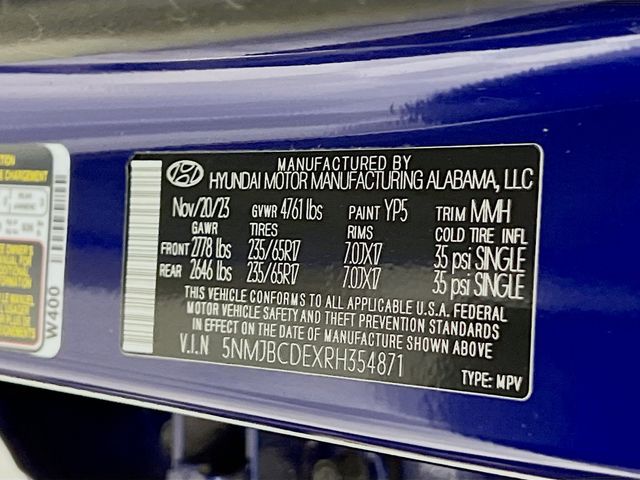 MANUFACTURED BY
HYUNDAI MOTOR MANUFACTURING ALABAMA, LLC
Nov/20/23 GVWR 4761 lbs PAINT YP5 TRIM MMH
GAWR TIRES RIMS COLD TIRE INFL
FRONT 2778 lbs 235/65R17 7.0JX17 35 psi SINGLE
REAR 2646 lbs 235/65R17 7.0JX17 35 psi SINGLE
THIS VEHICLE CONFORMS TO ALL APPLICABLE U.S.A. FEDERAL
MOTOR VEHICLE SAFETY AND THEFT PREVENTION STANDARDS
IN EFFECT ON THE DATE OF MANUFACTURE SHOWN ABOVE
V.I.N 5NMJBCDEXRH354871
TYPE: MPV
W400